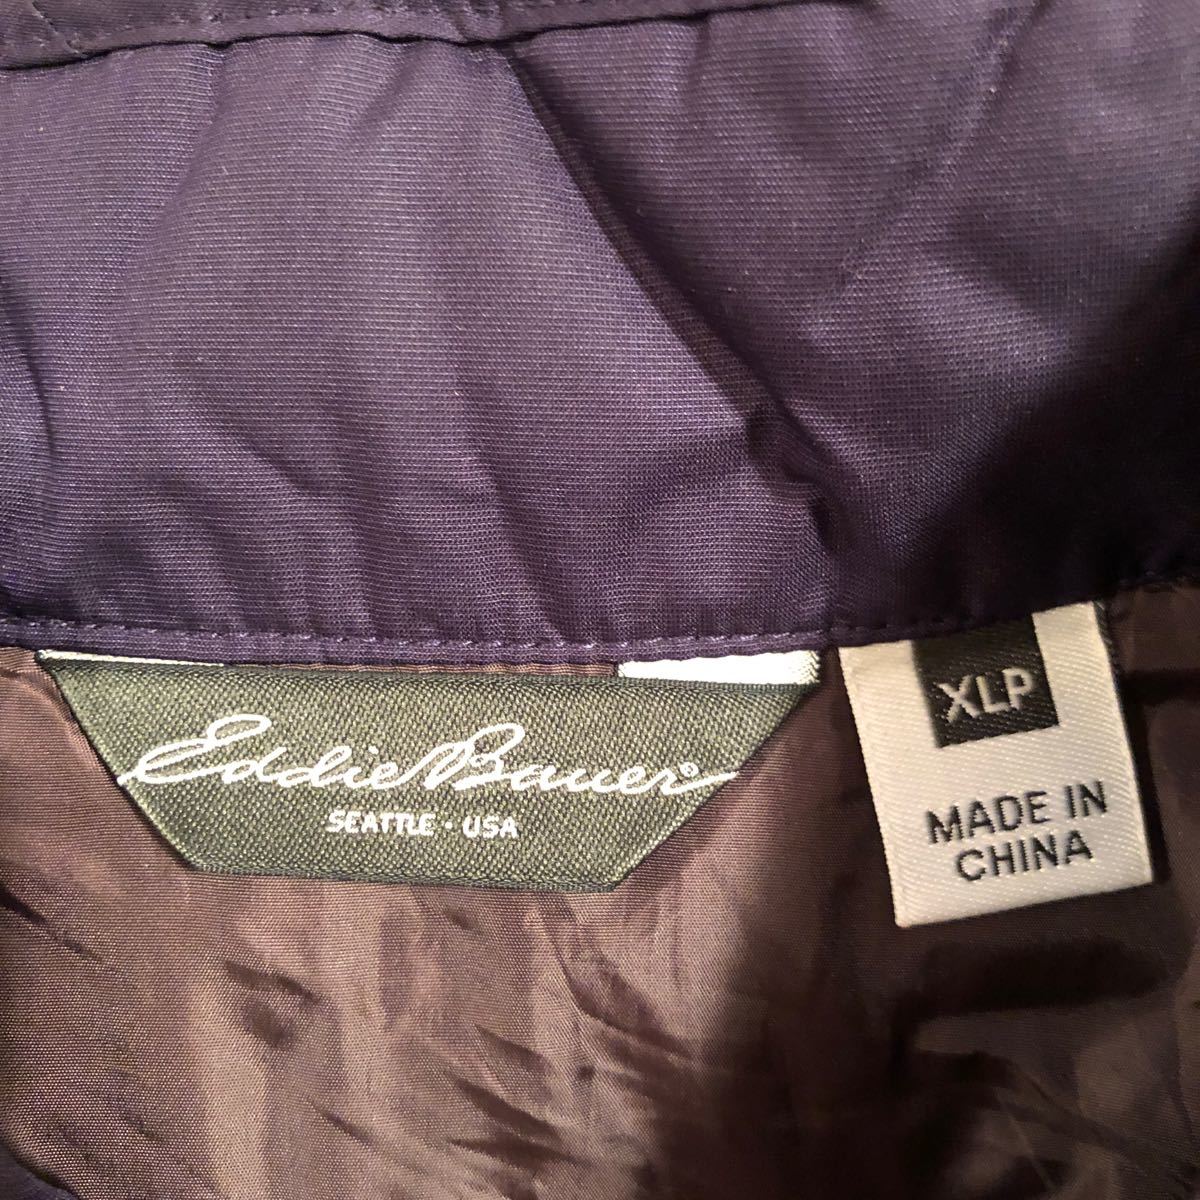 Eddie Bauer®
SEATTLE · USA
XLP
MADE IN
CHINA